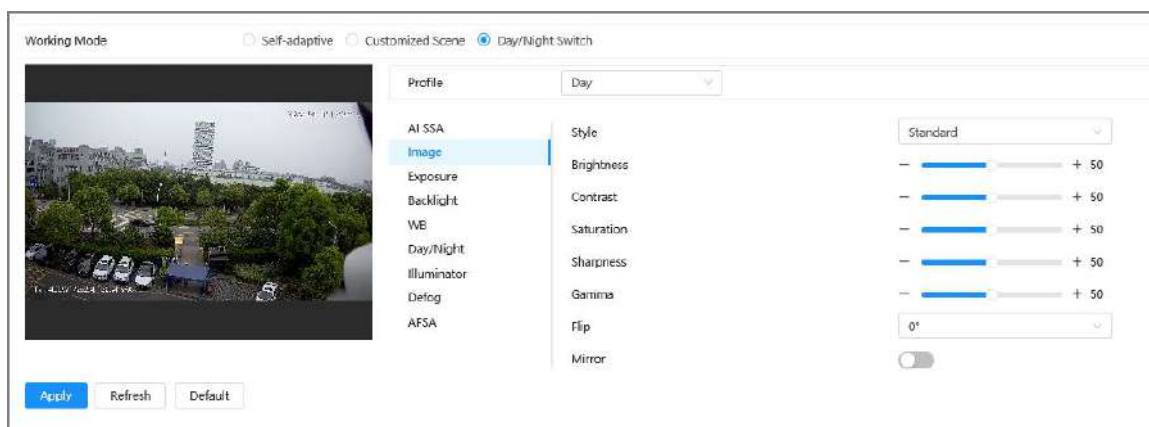 Working Mode Self-adaptive Customized Scene Day/Night Switch
Profile Day
AI SSA
Image
Exposure
Backlight
WB
Day/Night
Illuminator
Defog
AFSA
Style Standard
Brightness - + 50
Contrast - + 50
Saturation - + 50
Sharpness - + 50
Gamma - + 50
Flip 0°
Mirror
Apply Refresh Default